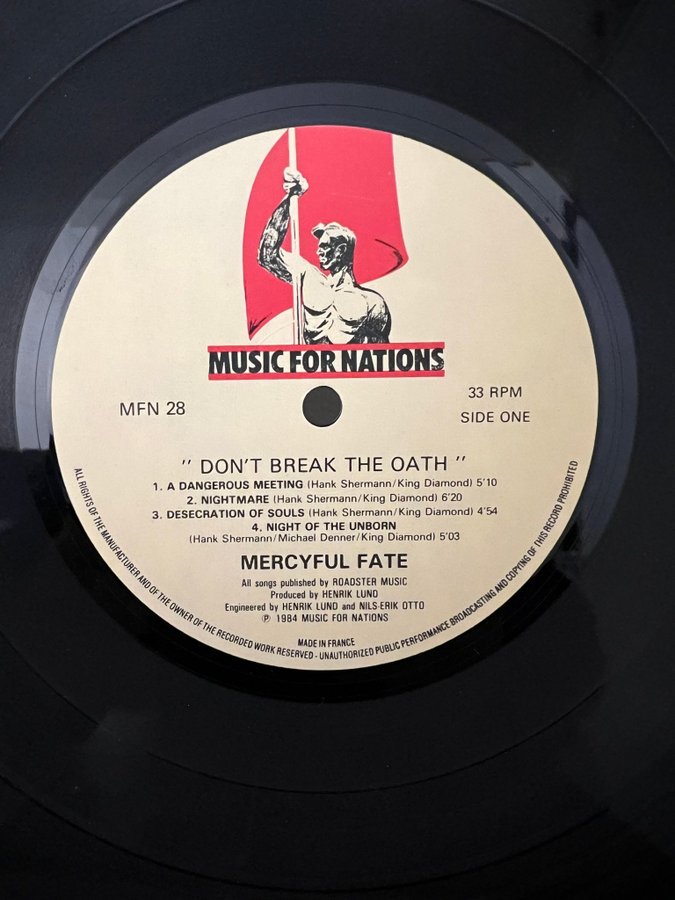 MUSIC FOR NATIONS
MFN 28
33 RPM
SIDE ONE
" DON'T BREAK THE OATH "
1. A DANGEROUS MEETING (Hank Shermann/King Diamond) 5'10
2. NIGHTMARE (Hank Shermann/King Diamond) 6'20
3. DESECRATION OF SOULS (Hank Shermann/King Diamond) 4'54
4. NIGHT OF THE UNBORN
(Hank Shermann/Michael Denner/King Diamond) 5'03
MERCYFUL FATE
All songs published by ROADSTER MUSIC
Produced by HENRIK LUND
Engineered by HENRIK LUND and NILS-ERIK OTTO
℗ 1984 MUSIC FOR NATIONS
MADE IN FRANCE
ALL RIGHTS OF THE MANUFACTURER AND OF THE OWNER OF THE RECORDED WORK RESERVED - UNAUTHORIZED PUBLIC PERFORMANCE BROADCASTING AND COPYING OF THIS RECORD PROHIBITED